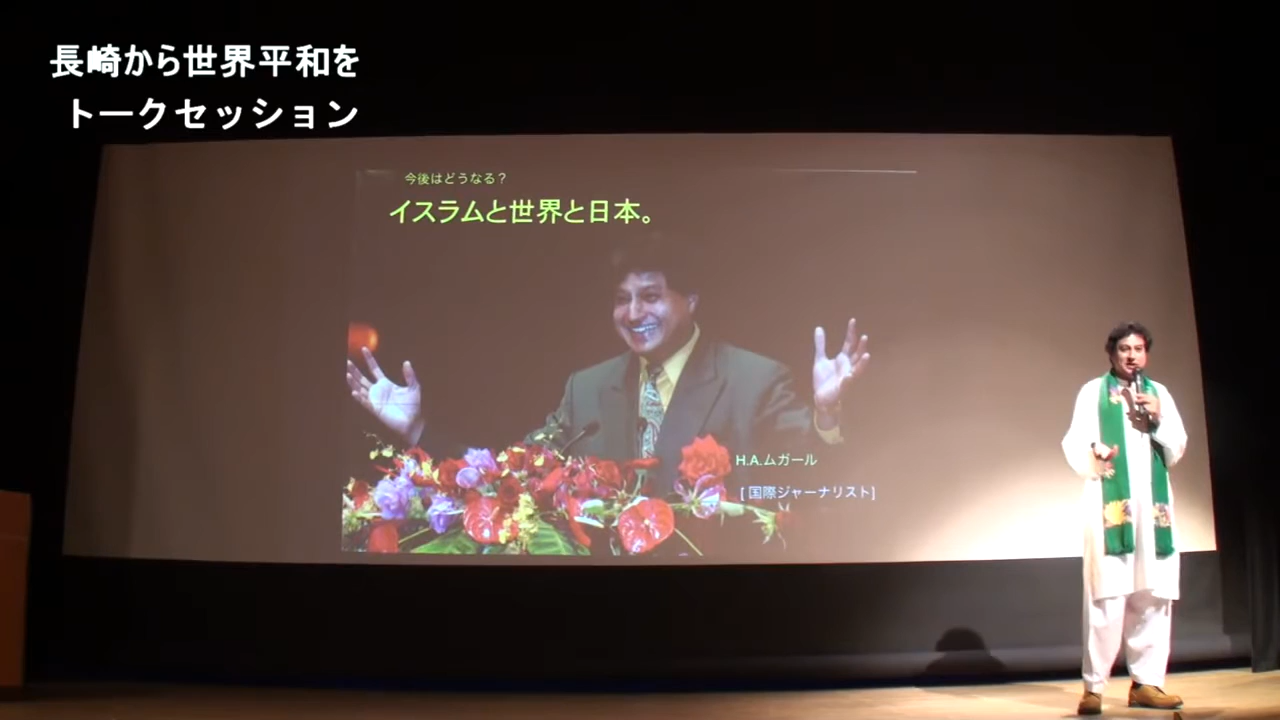 長崎から世界平和を
トークセッション
今後はどうなる？
イスラムと世界と日本。
H.A.ムガール
[ 国際ジャーナリスト]